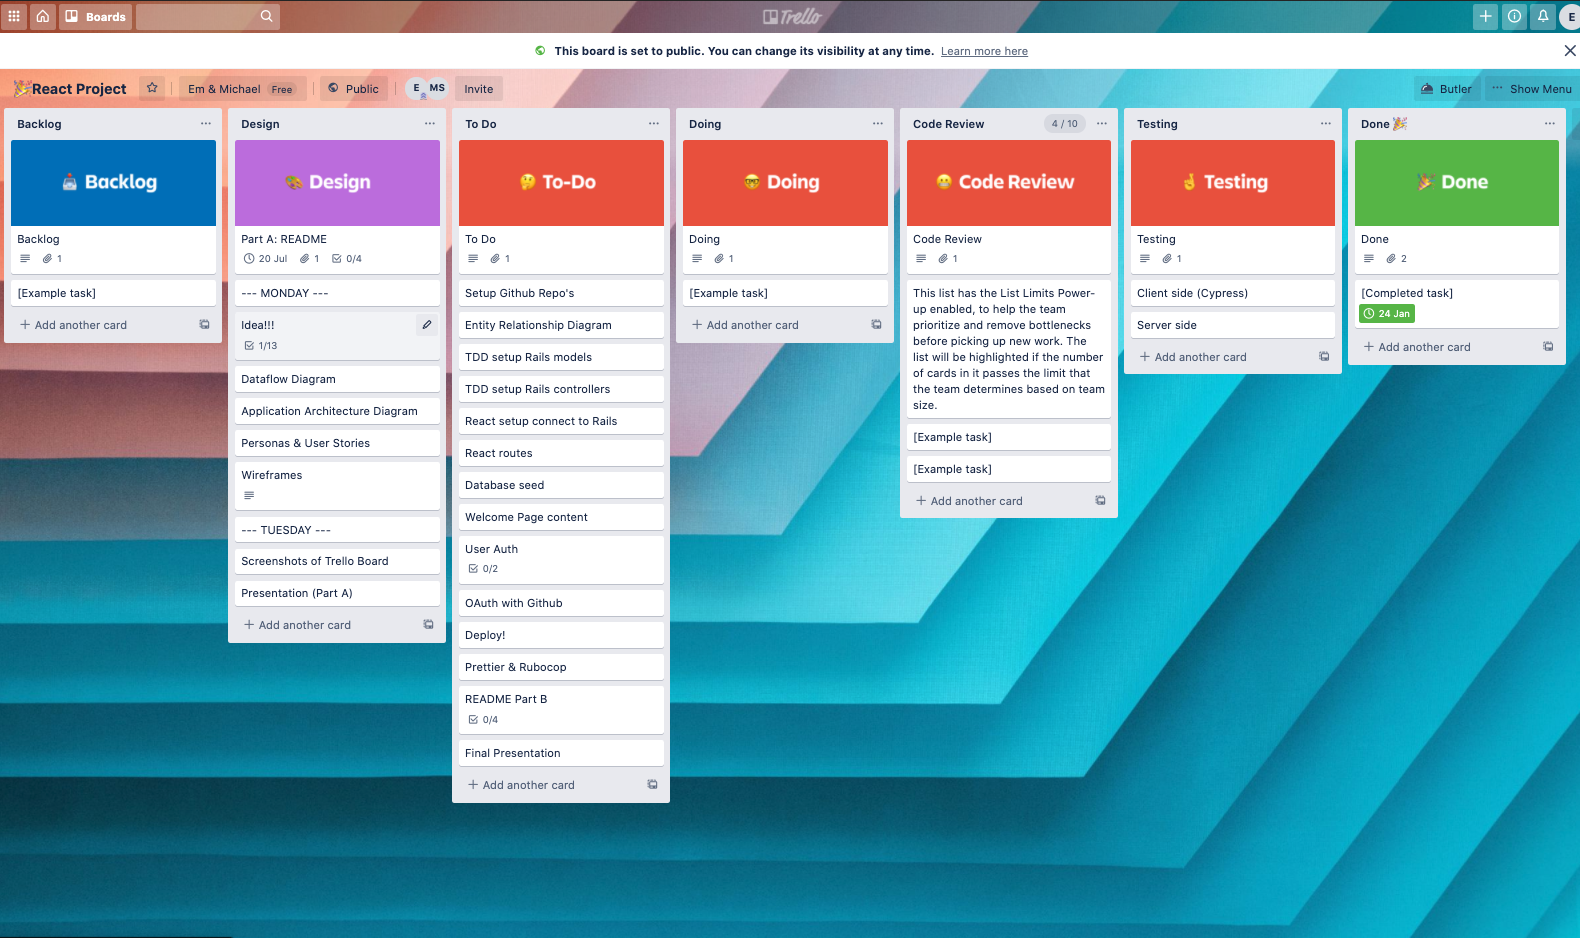 Boards
Trello
E
This board is set to public. You can change its visibility at any time. Learn more here
React Project
Em & Michael Free
Public
E MS
Invite
Butler
Show Menu
Backlog
Backlog
Backlog
1
[Example task]
Add another card
Design
Design
Part A: README
20 Jul 1 0/4
--- MONDAY ---
Idea!!!
1/13
Dataflow Diagram
Application Architecture Diagram
Personas & User Stories
Wireframes
--- TUESDAY ---
Screenshots of Trello Board
Presentation (Part A)
Add another card
To Do
To-Do
To Do
1
Setup Github Repo's
Entity Relationship Diagram
TDD setup Rails models
TDD setup Rails controllers
React setup connect to Rails
React routes
Database seed
Welcome Page content
User Auth
0/2
OAuth with Github
Deploy!
Prettier & Rubocop
README Part B
0/4
Final Presentation
Add another card
Doing
Doing
Doing
1
[Example task]
Add another card
Code Review 4 / 10
Code Review
Code Review
1
This list has the List Limits Power-
up enabled, to help the team
prioritize and remove bottlenecks
before picking up new work. The
list will be highlighted if the number
of cards in it passes the limit that
the team determines based on team
size.
[Example task]
[Example task]
Add another card
Testing
Testing
Testing
1
Client side (Cypress)
Server side
Add another card
Done
Done
Done
2
[Completed task]
24 Jan
Add another card